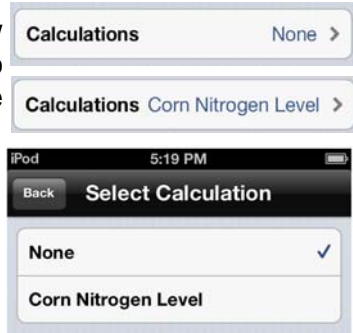 Calculations None >
Calculations Corn Nitrogen Level >
iPod 5:19 PM
Back Select Calculation
None ✓
Corn Nitrogen Level